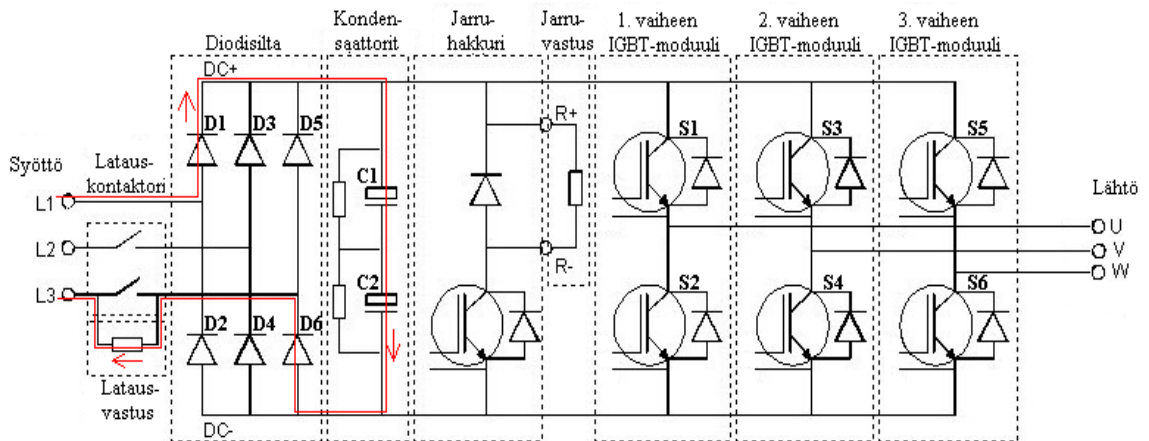 Diodisilta
Konden-
saattorit
Jarru-
hakkuri
Jarru-
vastus
1. vaiheen
IGBT-moduuli
2. vaiheen
IGBT-moduuli
3. vaiheen
IGBT-moduuli
DC+
D1
D3
D5
R+
S1
S3
S5
Syöttö
Lataus-
kontaktori
C1
Lähtö
L1
U
L2
V
R-
W
L3
C2
S2
S4
S6
D2
D4
D6
Lataus-
vastus
DC-